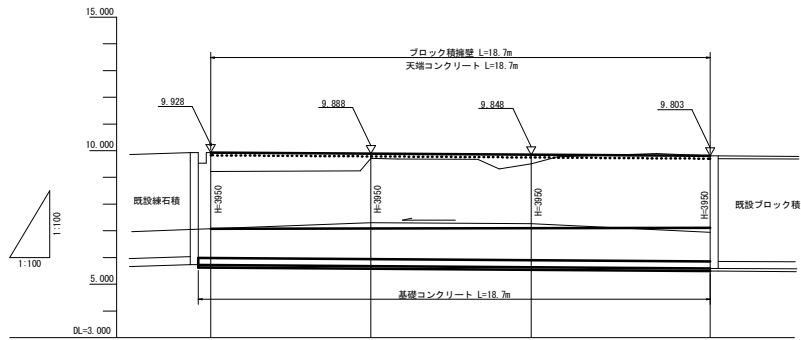 15.000
ブロック積擁壁 L=18.7m
天端コンクリート L=18.7m
9.928
9.888
9.848
9.803
10.000
既設練石積
H=3950
H=3950
H=3950
H=3950
既設ブロック積
1:100
1:100
5.000
基礎コンクリート L=18.7m
DL=3.000